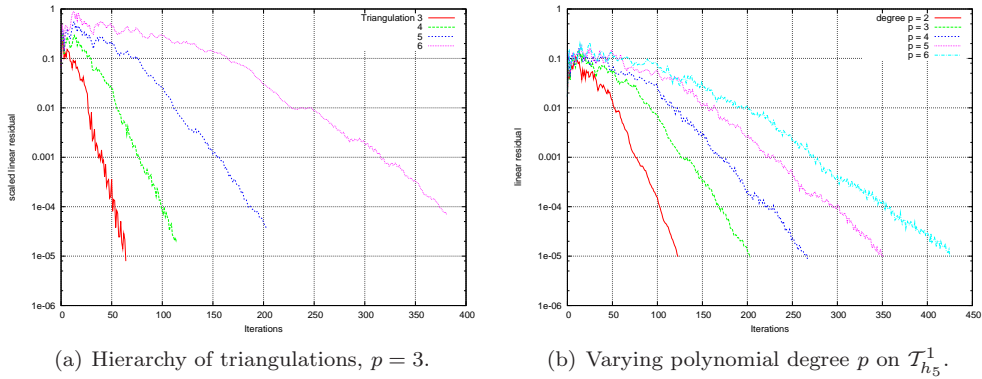 1
0.1
0.01
0.001
1e-04
1e-05
1e-06
scaled linear residual
Triangulation 3
4
5
6
0 50 100 150 200 250 300 350 400
Iterations
(a) Hierarchy of triangulations, p = 3.
1
0.1
0.01
0.001
1e-04
1e-05
1e-06
linear residual
degree p = 2
p = 3
p = 4
p = 5
p = 6
0 50 100 150 200 250 300 350 400 450
Iterations
(b) Varying polynomial degree p on 𝒯¹ₕ₅.